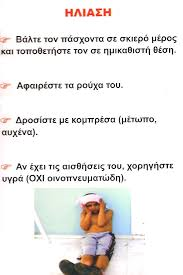 ΗΛΙΑΣΗ
Βάλτε τον πάσχοντα σε σκιερό μέρος
και τοποθετήστε τον σε ημικαθιστή θέση.
Αφαιρέστε τα ρούχα του.
Δροσίστε με κομπρέσα (μέτωπο,
αυχένα).
Αν έχει τις αισθήσεις του, χορηγήστε
υγρά (ΟΧΙ οινοπνευματώδη).